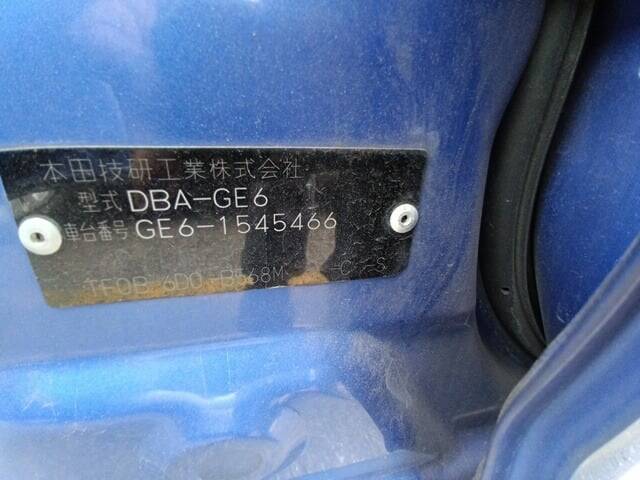 本田技研工業株式会社
型式 DBA-GE6
車台番号 GE6-1545466
B568M -C -S